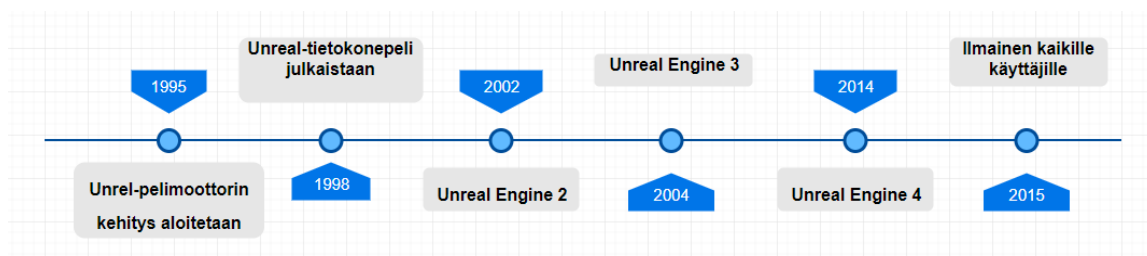 1995
Unrel-pelimoottorin
kehitys aloitetaan
Unreal-tietokonepeli
julkaistaan
1998
2002
Unreal Engine 2
Unreal Engine 3
2004
2014
Unreal Engine 4
Ilmainen kaikille
käyttäjille
2015